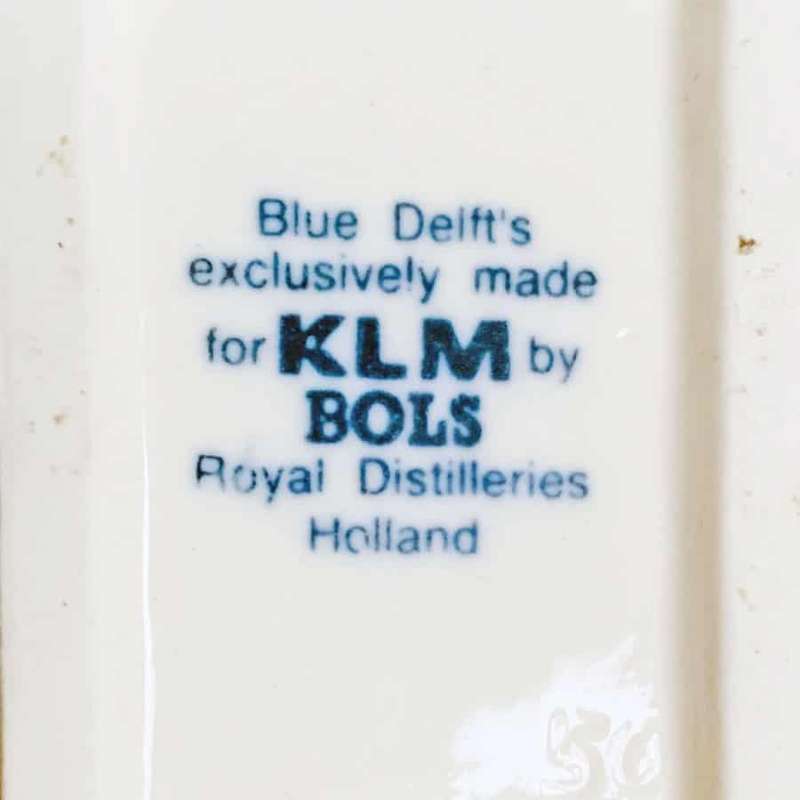 Blue Delft's
exclusively made
for KLM by
BOLS
Royal Distilleries
Holland